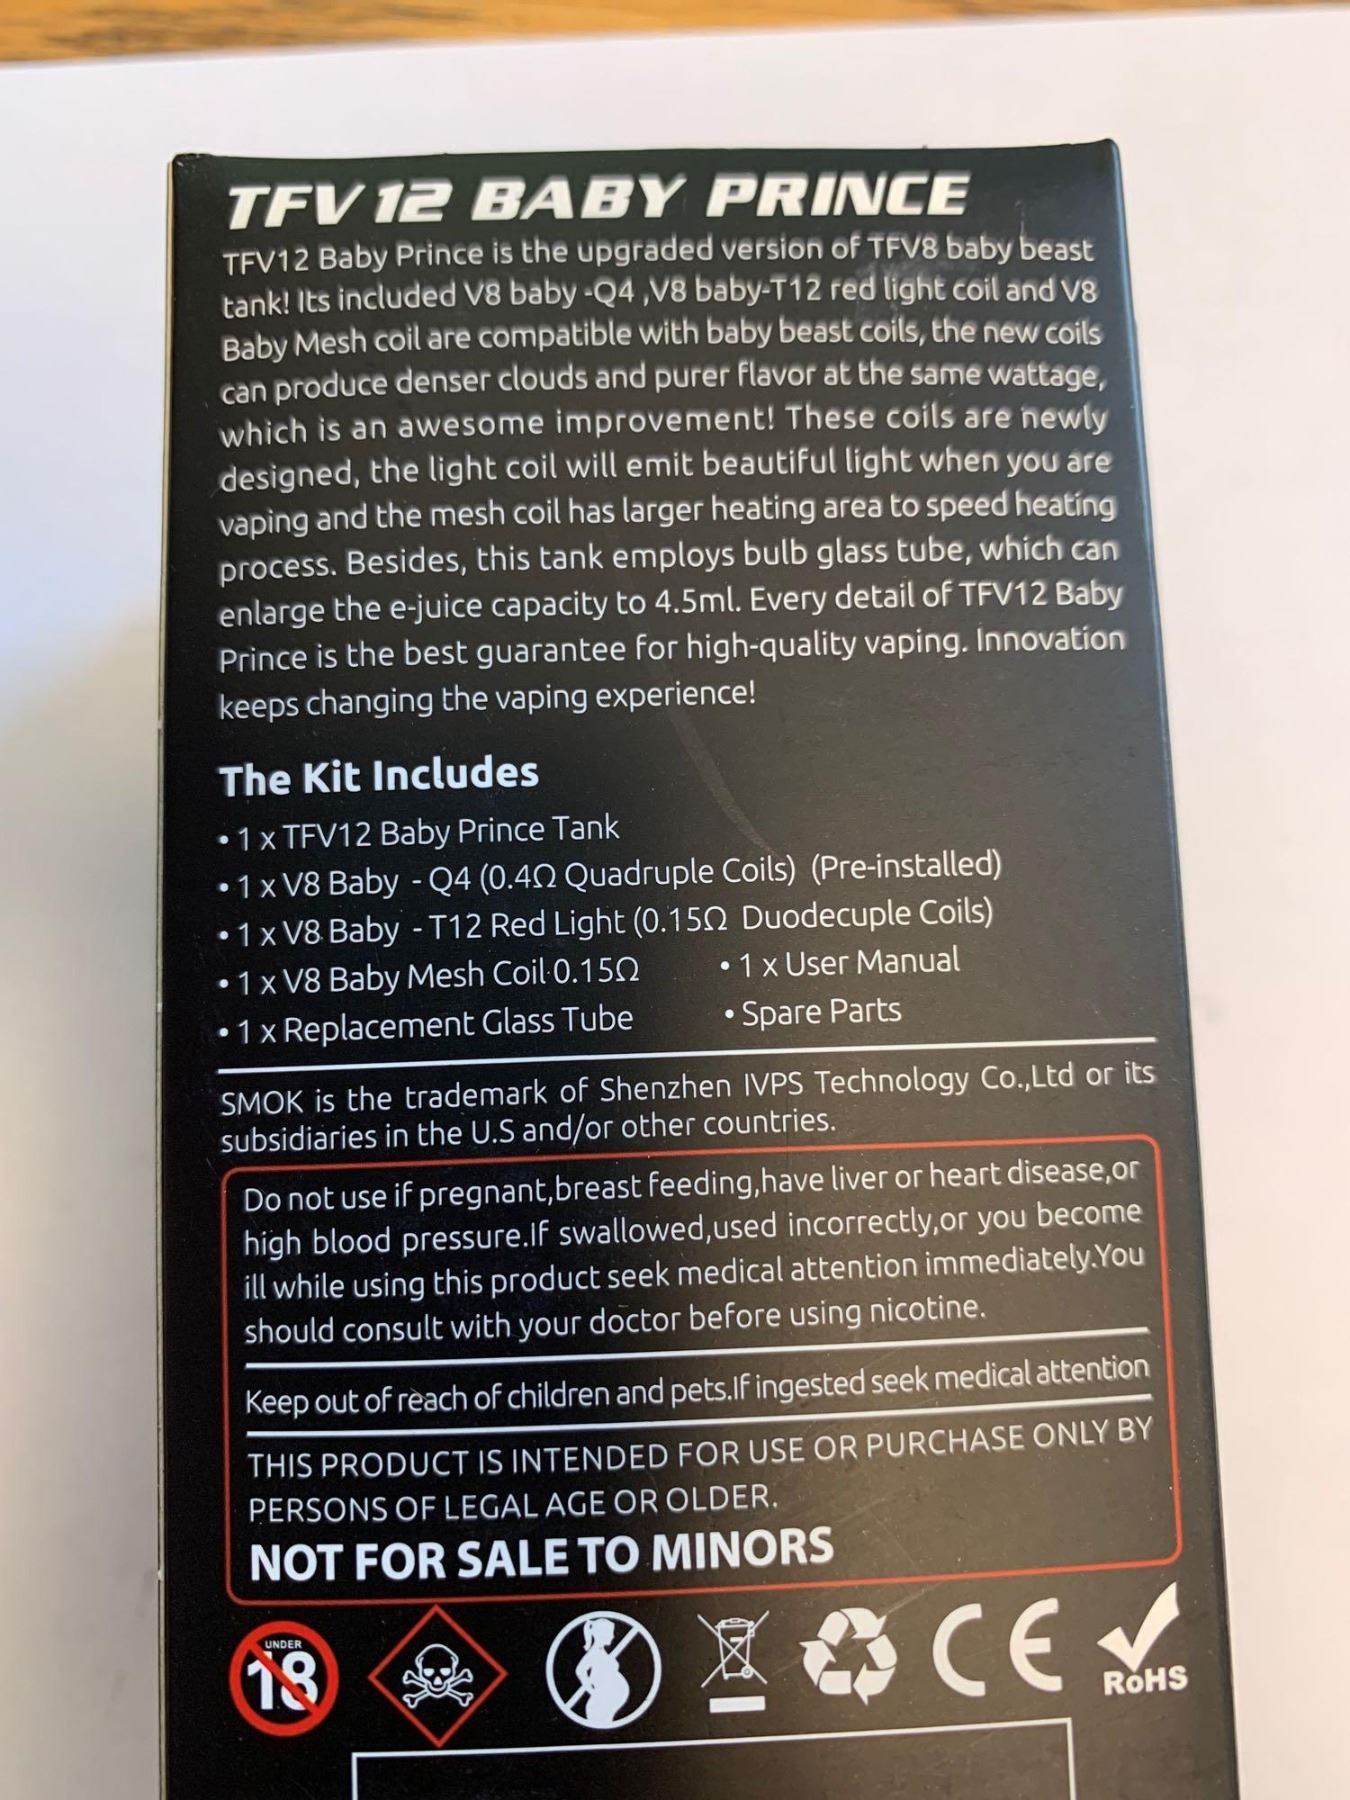 TFV12 BABY PRINCE
TFV12 Baby Prince is the upgraded version of TFV8 baby beast
tank! Its included V8 baby -Q4 ,V8 baby-T12 red light coil and V8
Baby Mesh coil are compatible with baby beast coils, the new coils
can produce denser clouds and purer flavor at the same wattage,
which is an awesome improvement! These coils are newly
designed, the light coil will emit beautiful light when you are
vaping and the mesh coil has larger heating area to speed heating
process. Besides, this tank employs bulb glass tube, which can
enlarge the e-juice capacity to 4.5ml. Every detail of TFV12 Baby
Prince is the best guarantee for high-quality vaping. Innovation
keeps changing the vaping experience!
The Kit Includes
• 1 x TFV12 Baby Prince Tank
• 1 x V8 Baby - Q4 (0.4Ω Quadruple Coils) (Pre-installed)
• 1 x V8 Baby - T12 Red Light (0.15Ω Duodecuple Coils)
• 1 x V8 Baby Mesh Coil 0.15Ω • 1 x User Manual
• 1 x Replacement Glass Tube • Spare Parts
SMOK is the trademark of Shenzhen IVPS Technology Co.,Ltd or its
subsidiaries in the U.S and/or other countries.
Do not use if pregnant,breast feeding,have liver or heart disease,or
high blood pressure.If swallowed,used incorrectly,or you become
ill while using this product seek medical attention immediately.You
should consult with your doctor before using nicotine.
Keep out of reach of children and pets.If ingested seek medical attention
THIS PRODUCT IS INTENDED FOR USE OR PURCHASE ONLY BY
PERSONS OF LEGAL AGE OR OLDER.
NOT FOR SALE TO MINORS
UNDER
18
CE
RoHS